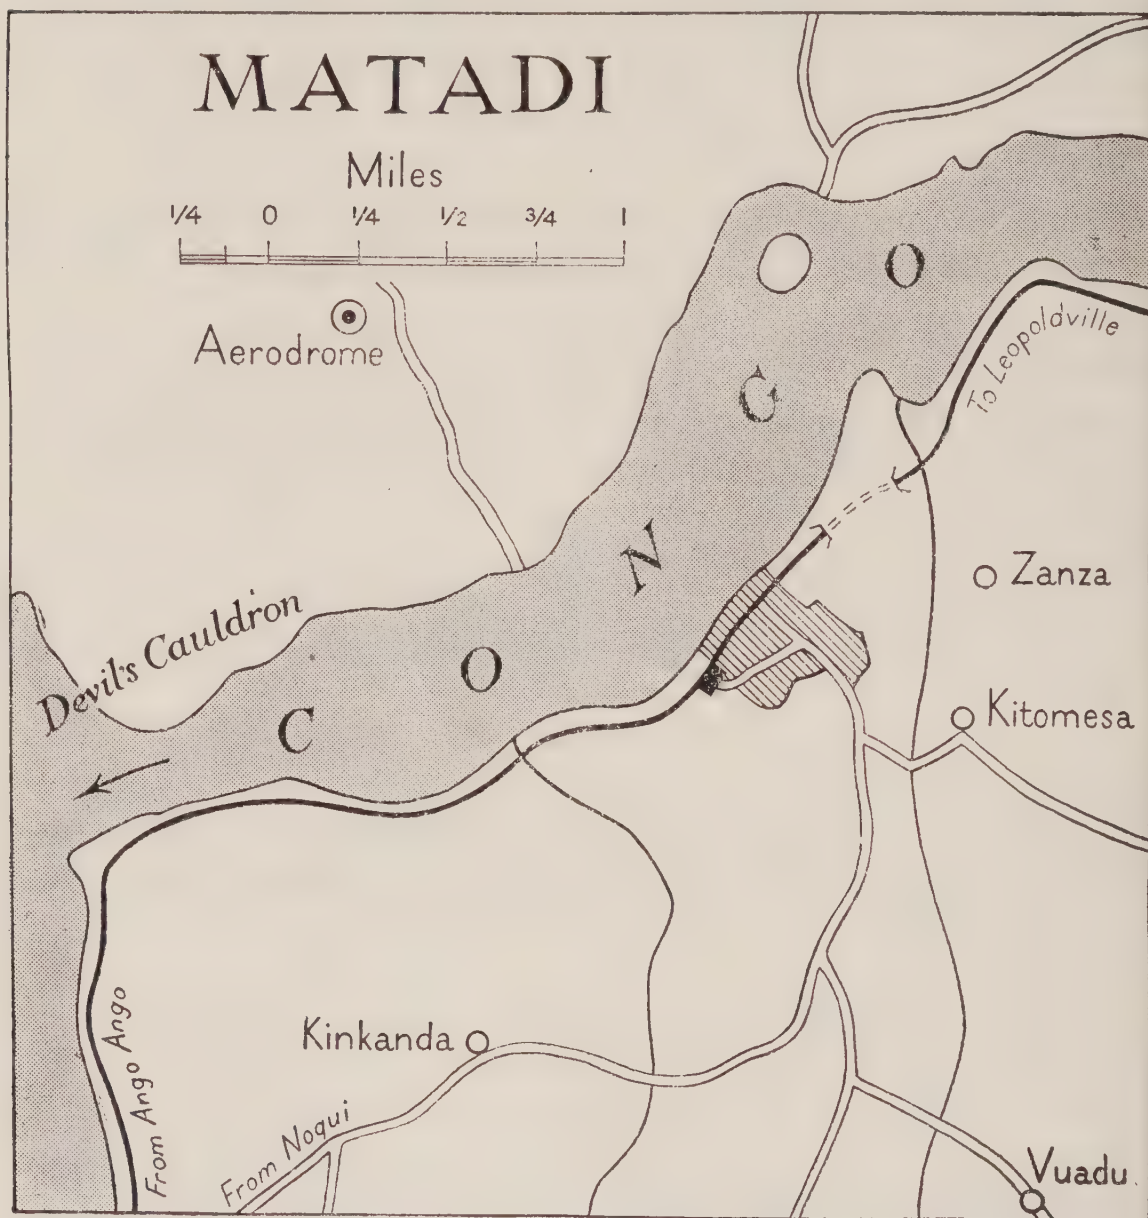 MATADI
Miles
1/4 0 1/4 1/2 3/4 1
Aerodrome
CONGO
To Leopoldville
Devil's Cauldron
Zanza
Kitomesa
Kinkanda
From Ango Ango
From Noqui
Vuadu